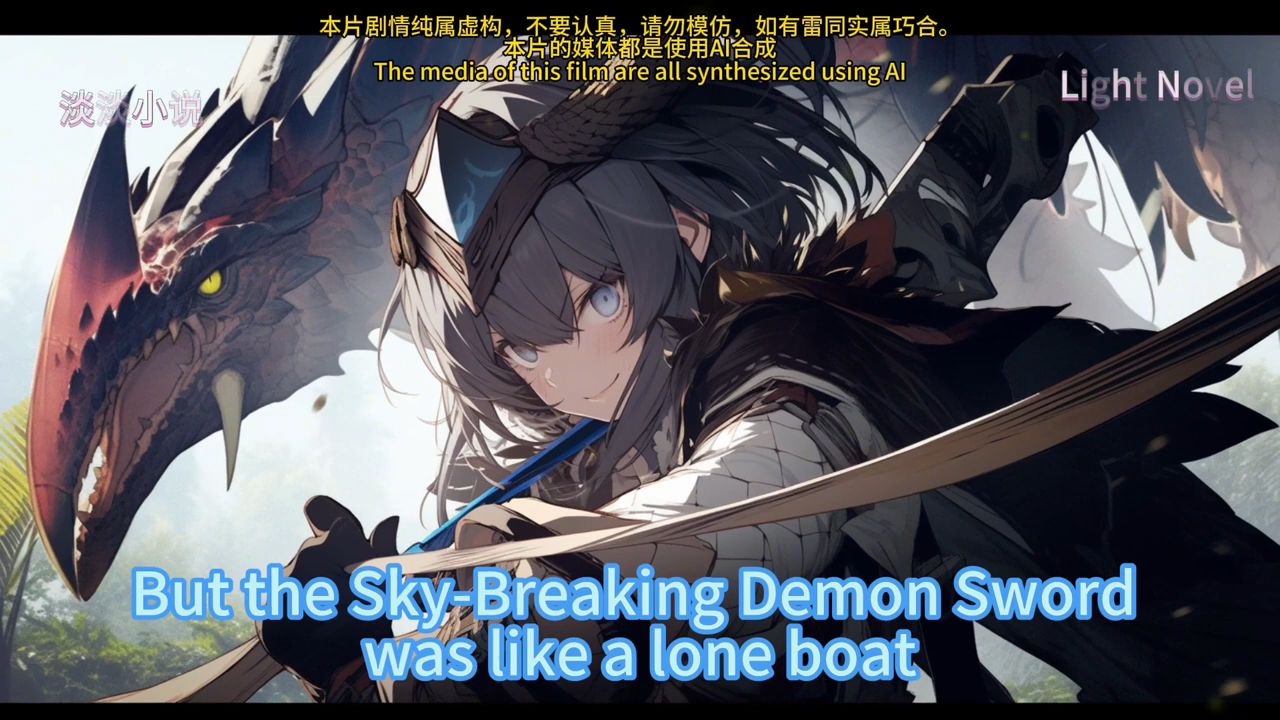 本片剧情纯属虚构，不要认真，请勿模仿，如有雷同实属巧合。
本片的媒体都是使用AI合成
The media of this film are all synthesized using AI
淡淡小说
Light Novel
But the Sky-Breaking Demon Sword
was like a lone boat